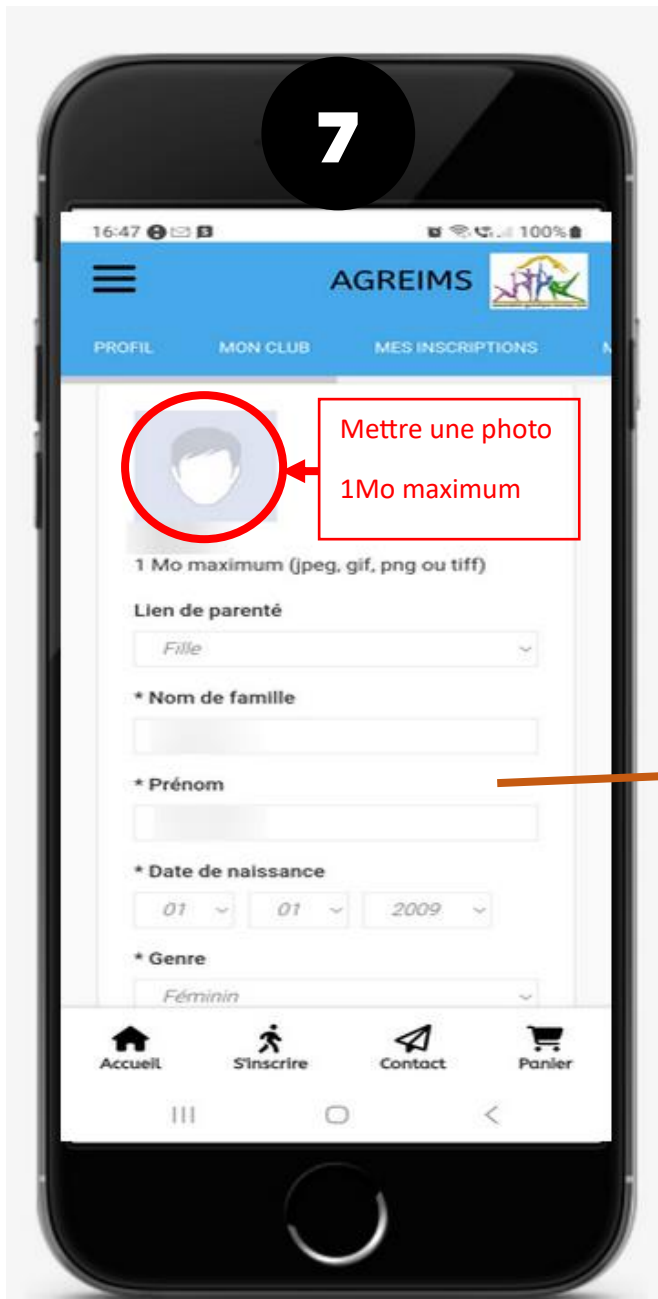 7
16:47 100%
AGREIMS
PROFIL MON CLUB MES INSCRIPTIONS M
Mettre une photo
1Mo maximum
1 Mo maximum (jpeg, gif, png ou tiff)
Lien de parenté
Fille
* Nom de famille
* Prénom
* Date de naissance
01 01 2009
* Genre
Féminin
Accueil S'inscrire Contact Panier